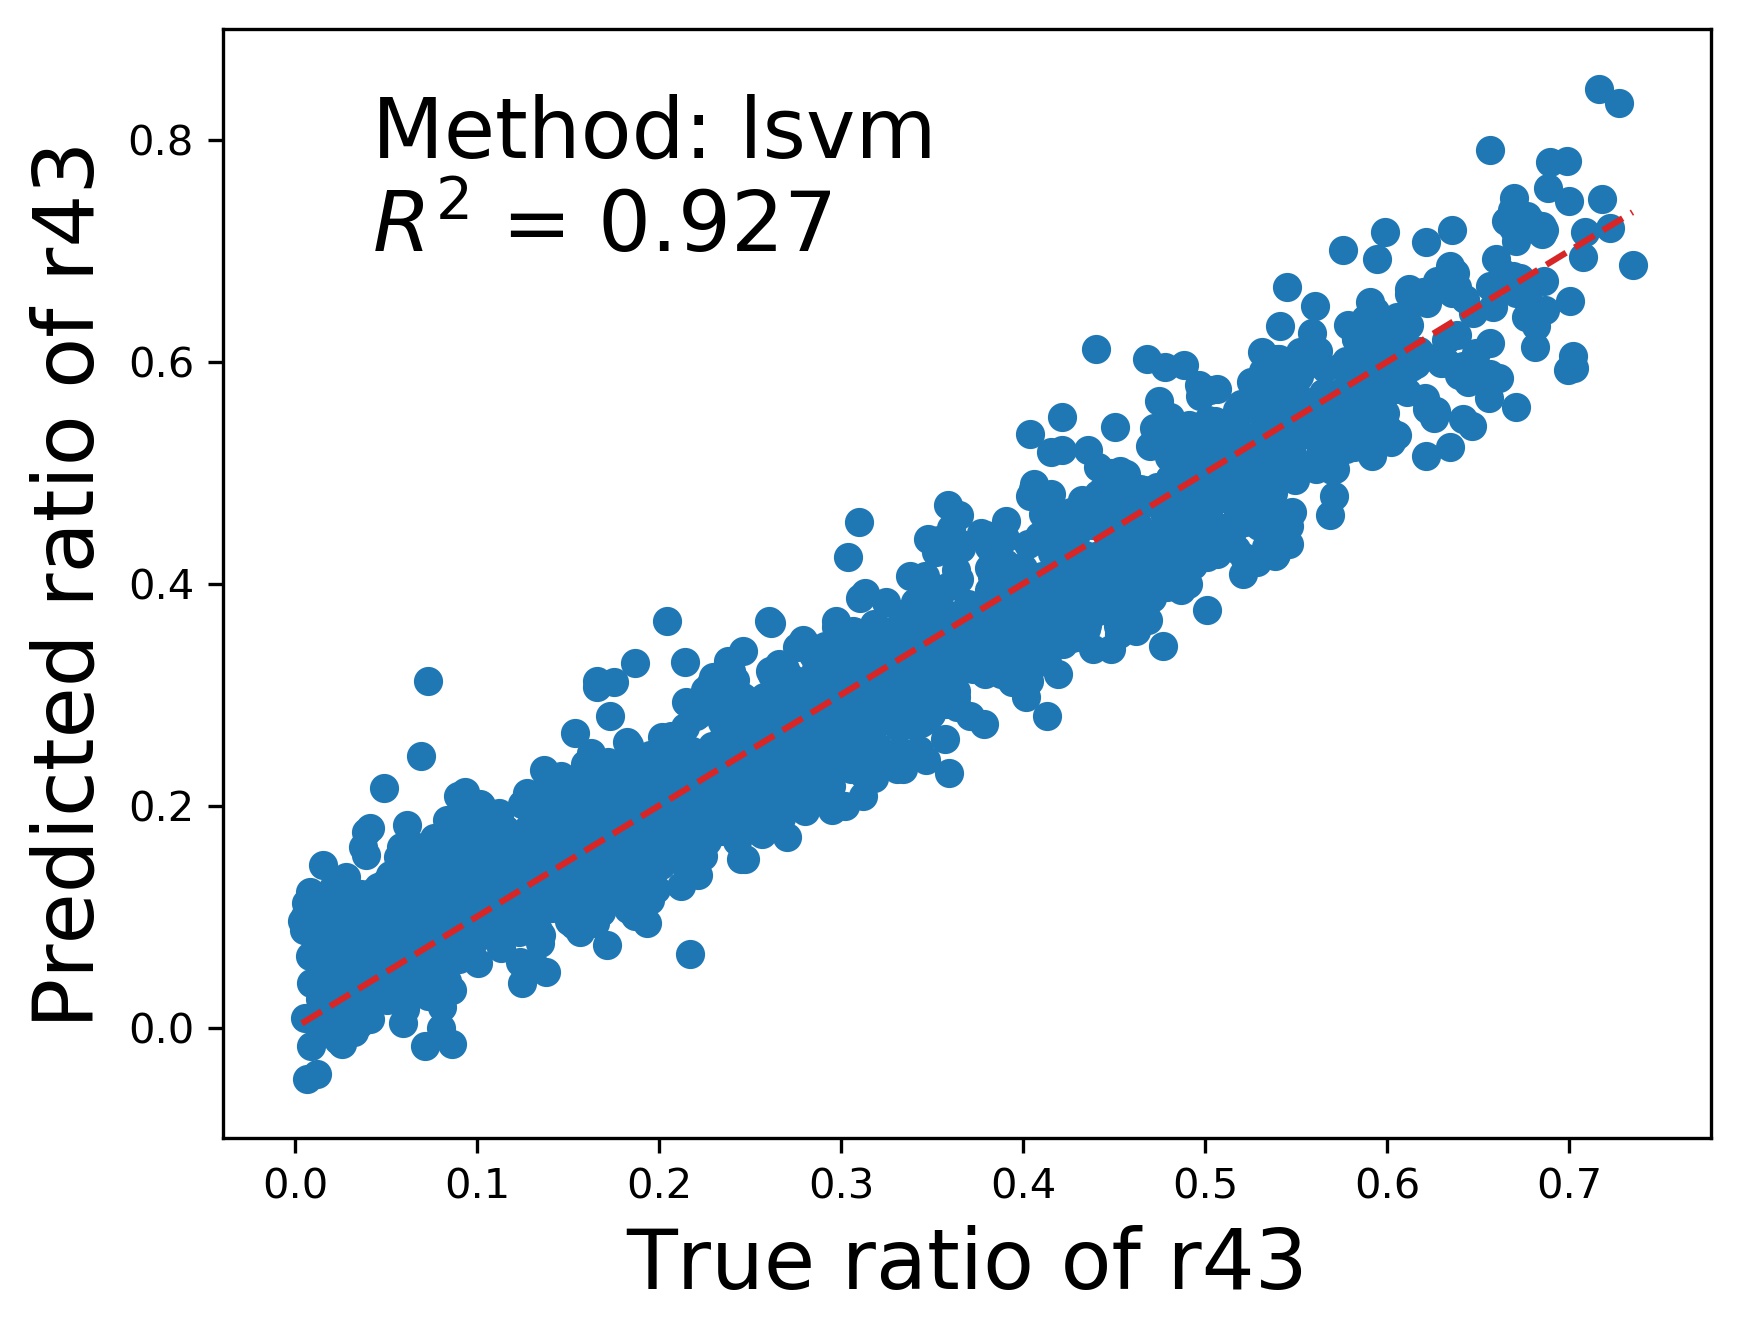 Method: lsvm
R² = 0.927
Predicted ratio of r43
0.8
0.6
0.4
0.2
0.0
0.0 0.1 0.2 0.3 0.4 0.5 0.6 0.7
True ratio of r43